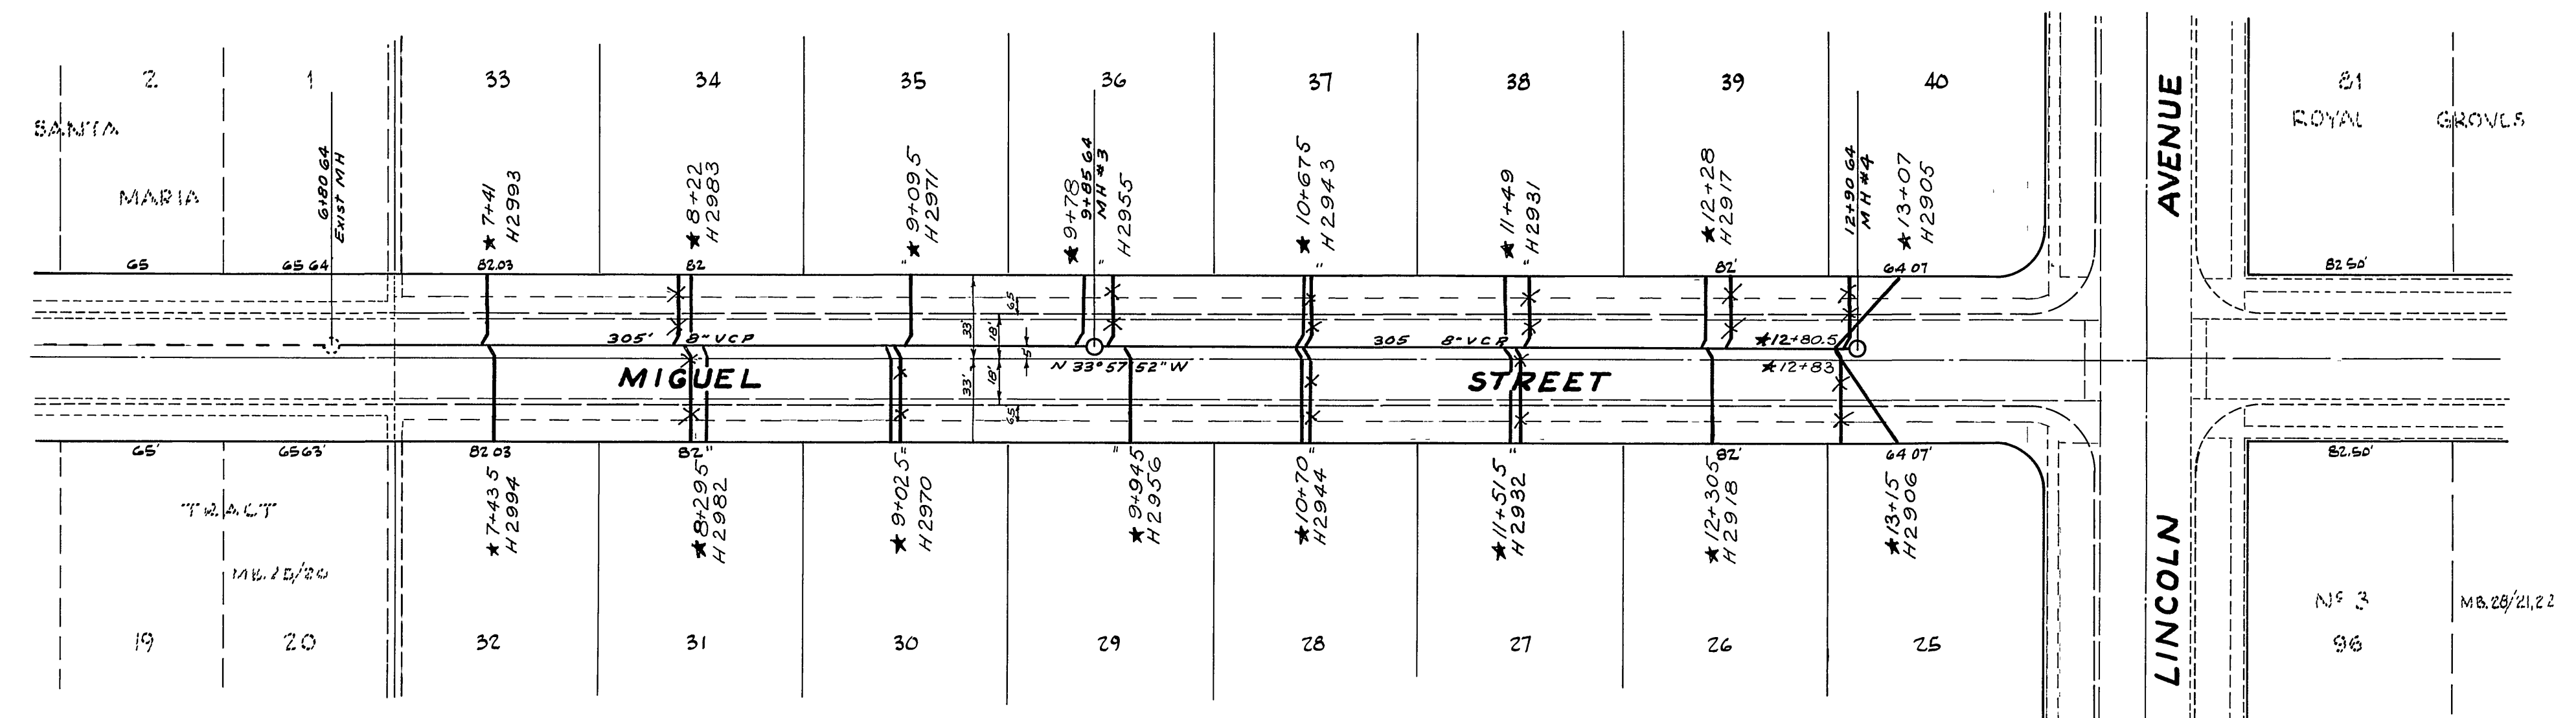 2
1
33
34
35
36
37
38
39
40
81
SANTA
MARIA
ROYAL GROVES
AVENUE
6+80 64
Exist MH
★ 7+41
H2993
★ 8+22
H2983
★ 9+09 5
H2971
★ 9+78
9+85 64
MH #3
H2955
★ 10+67 5
H2943
★ 11+49
H2931
★ 12+28
H2917
12+90 64
MH #4
★ 13+07
H2905
65
65 64
82.03
82
"
"
"
"
82'
64 07
82 50'
305' 8" VCP
305 8" VCP
★12+80.5
★12+83
N 33° 57' 52" W
33'
18'
5'
65
33'
18'
65
MIGUEL STREET
65'
65 63'
82 03
82'
"
"
"
"
"
82'
64 07'
82.50'
★ 7+43 5
H2994
★ 8+29 5
H2982
★ 9+02 5
H2970
★ 9+94 5
H2956
★ 10+70
H2944
★ 11+51 5
H2932
★ 12+30 5
H2918
★ 13+15
H2906
TRACT
MB. 25/26
LINCOLN
Nº 3
MB. 28/21,22
19
20
32
31
30
29
28
27
26
25
96